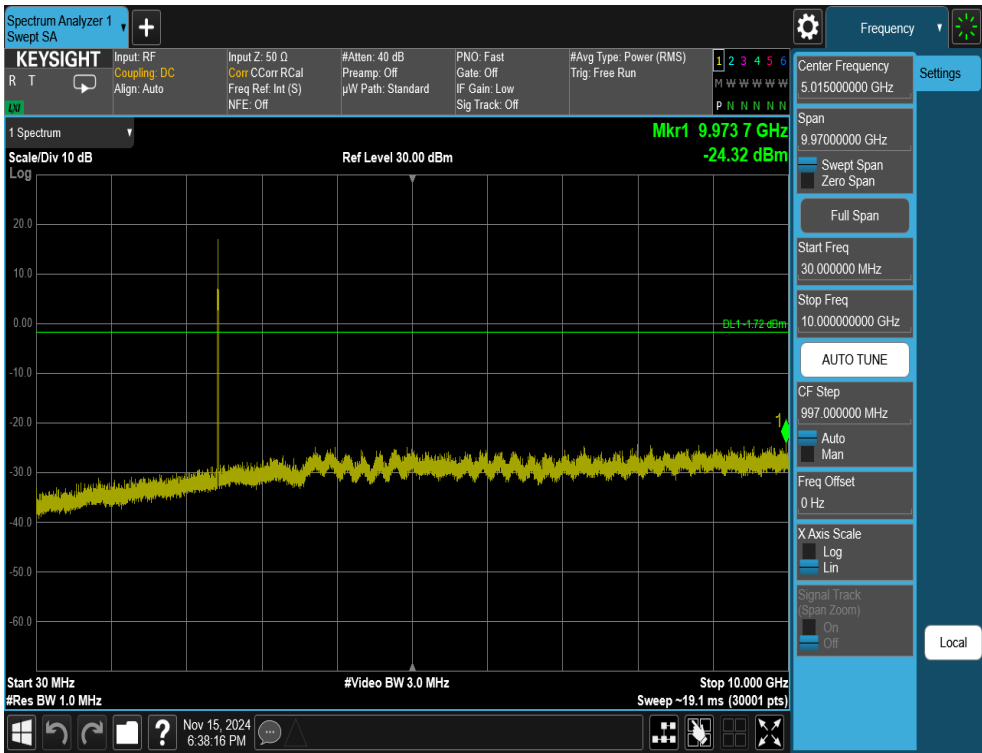 Spectrum Analyzer 1
Swept SA
+
Frequency
KEYSIGHT
R T
LXI
Input: RF
Coupling: DC
Align: Auto
Input Z: 50 Ω
Corr CCorr RCal
Freq Ref: Int (S)
NFE: Off
#Atten: 40 dB
Preamp: Off
µW Path: Standard
PNO: Fast
Gate: Off
IF Gain: Low
Sig Track: Off
#Avg Type: Power (RMS)
Trig: Free Run
1 2 3 4 5 6
M W W W W W
P N N N N N
1 Spectrum
Scale/Div 10 dB
Log
Ref Level 30.00 dBm
Mkr1 9.973 7 GHz
-24.32 dBm
20.0
10.0
0.00
-10.0
-20.0
-30.0
-40.0
-50.0
-60.0
DL1 -1.72 dBm
1
Start 30 MHz
#Res BW 1.0 MHz
#Video BW 3.0 MHz
Stop 10.000 GHz
Sweep ~19.1 ms (30001 pts)
Center Frequency
5.015000000 GHz
Settings
Span
9.97000000 GHz
Swept Span
Zero Span
Full Span
Start Freq
30.000000 MHz
Stop Freq
10.000000000 GHz
AUTO TUNE
CF Step
997.000000 MHz
Auto
Man
Freq Offset
0 Hz
X Axis Scale
Log
Lin
Signal Track
(Span Zoom)
On
Off
Local
?
Nov 15, 2024
6:38:16 PM